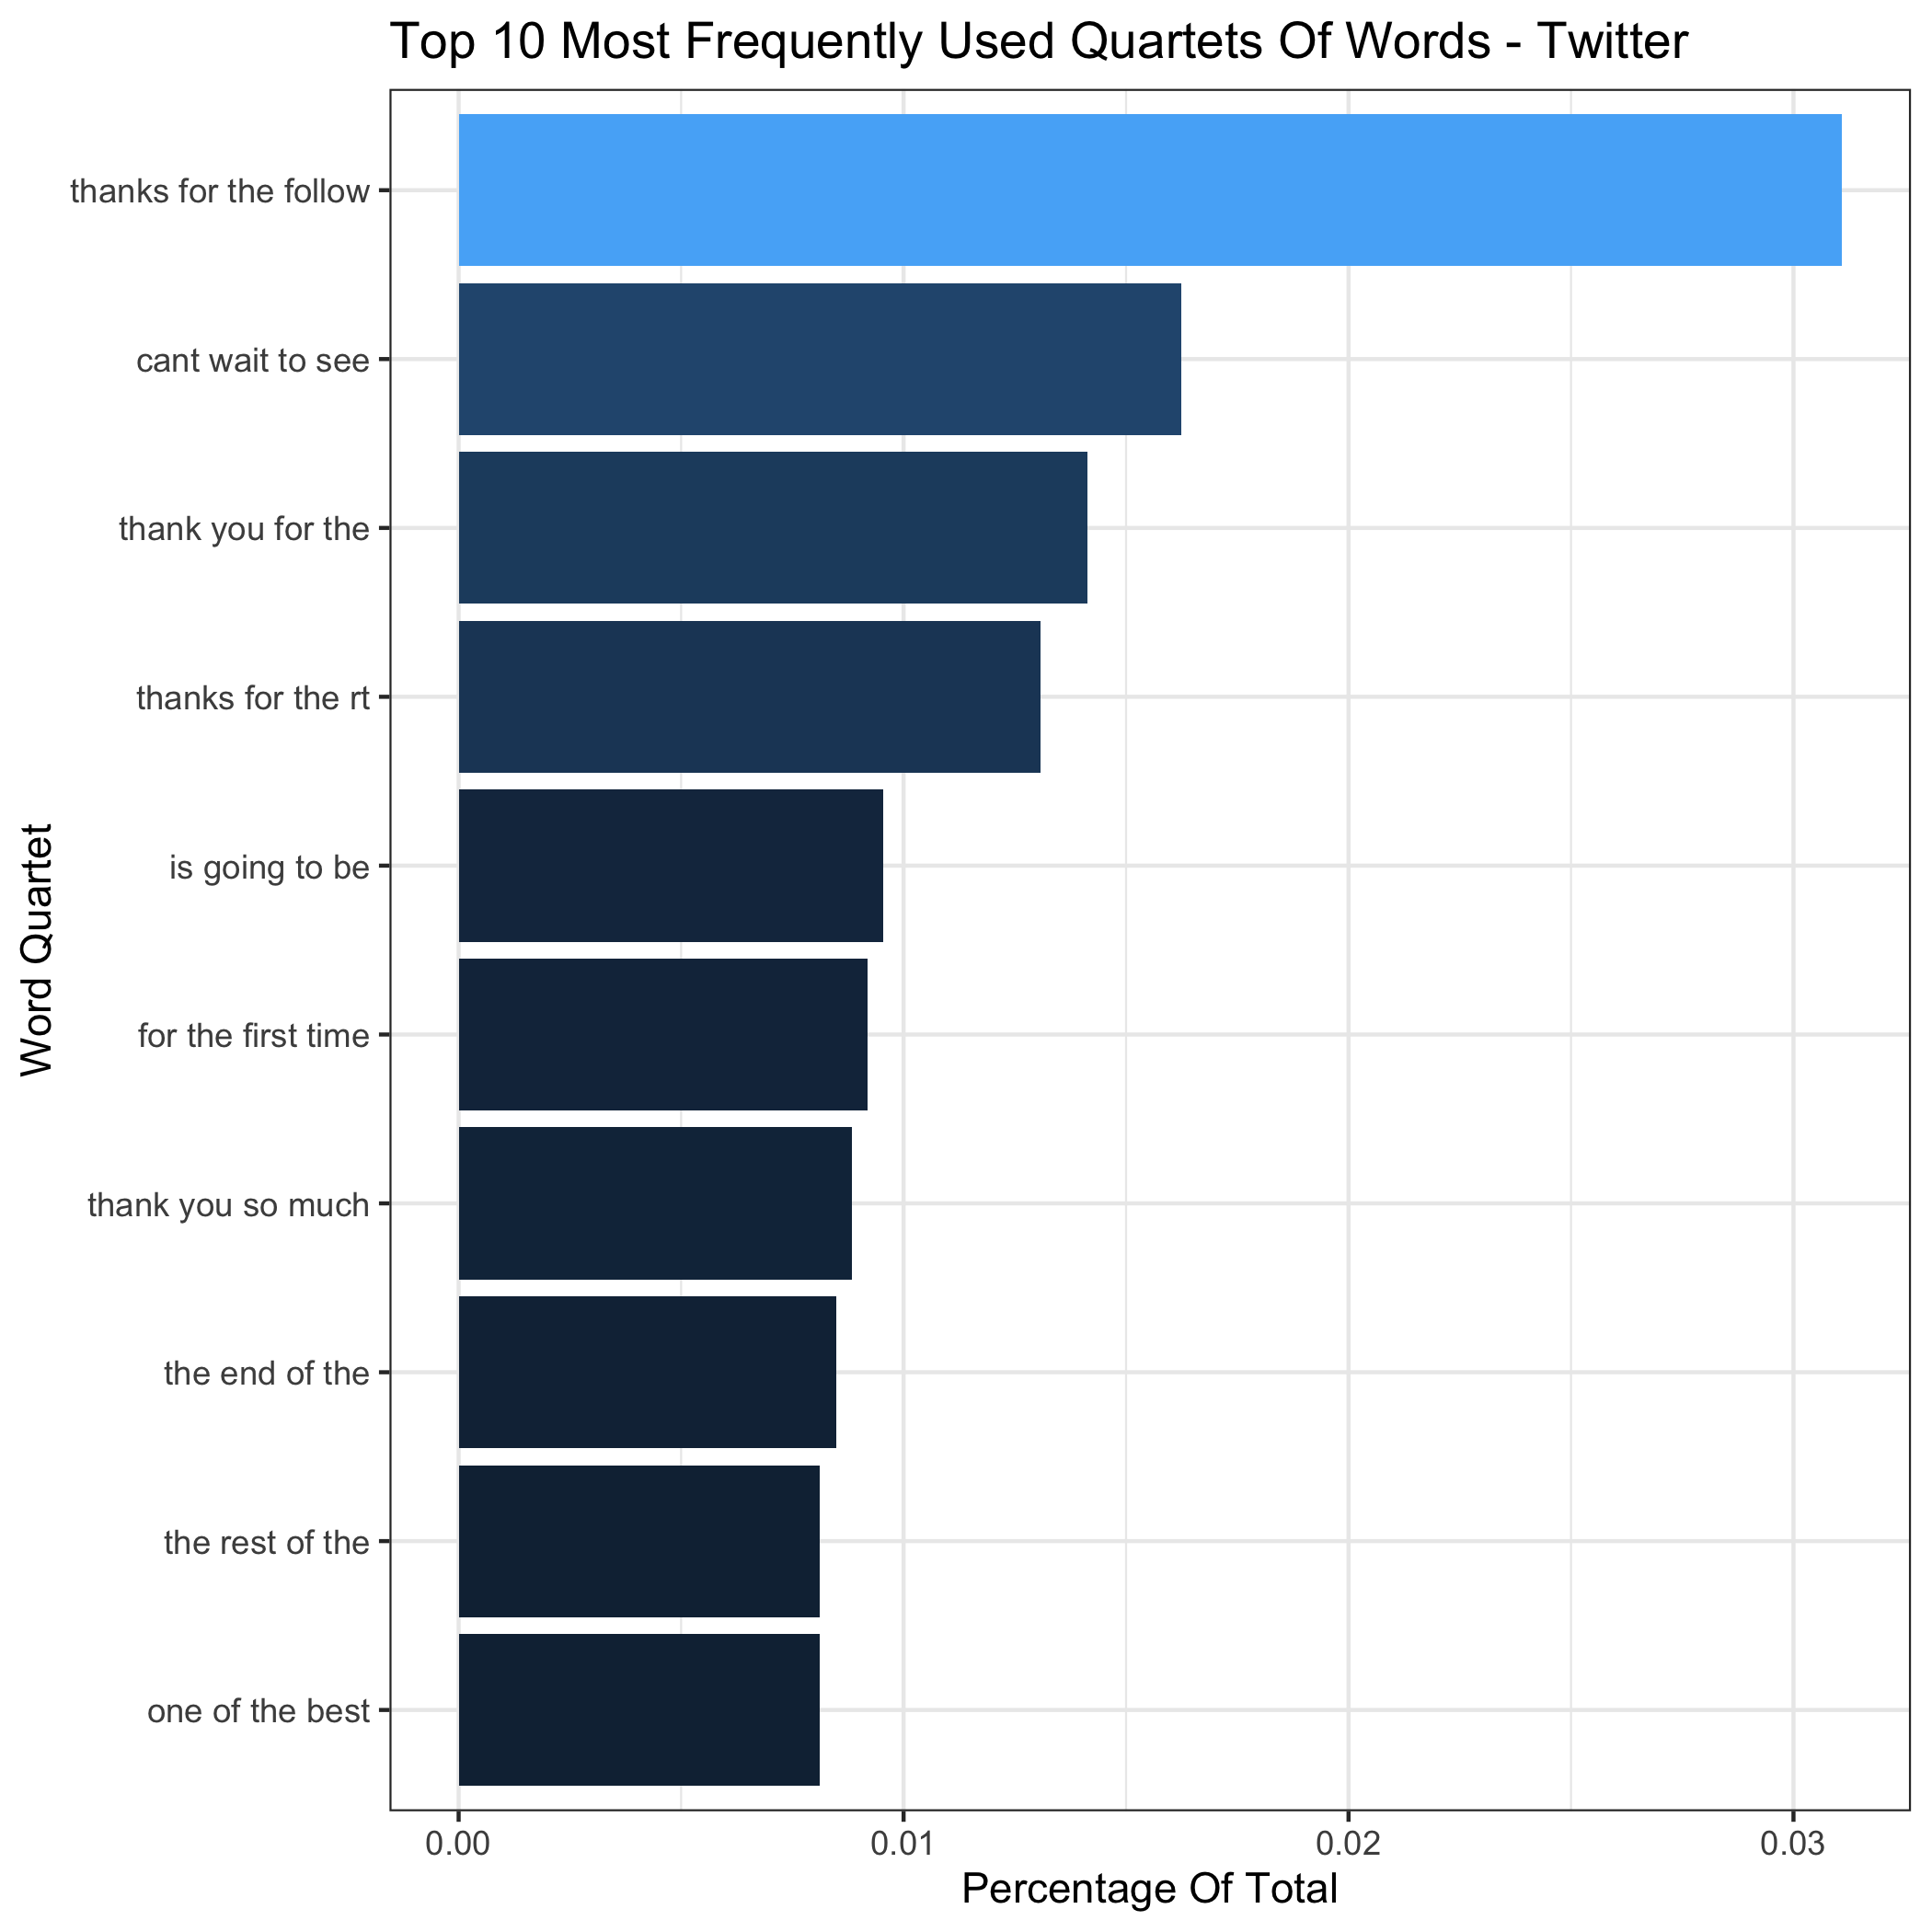 Top 10 Most Frequently Used Quartets Of Words - Twitter
Word Quartet
thanks for the follow
cant wait to see
thank you for the
thanks for the rt
is going to be
for the first time
thank you so much
the end of the
the rest of the
one of the best
0.00 0.01 0.02 0.03
Percentage Of Total